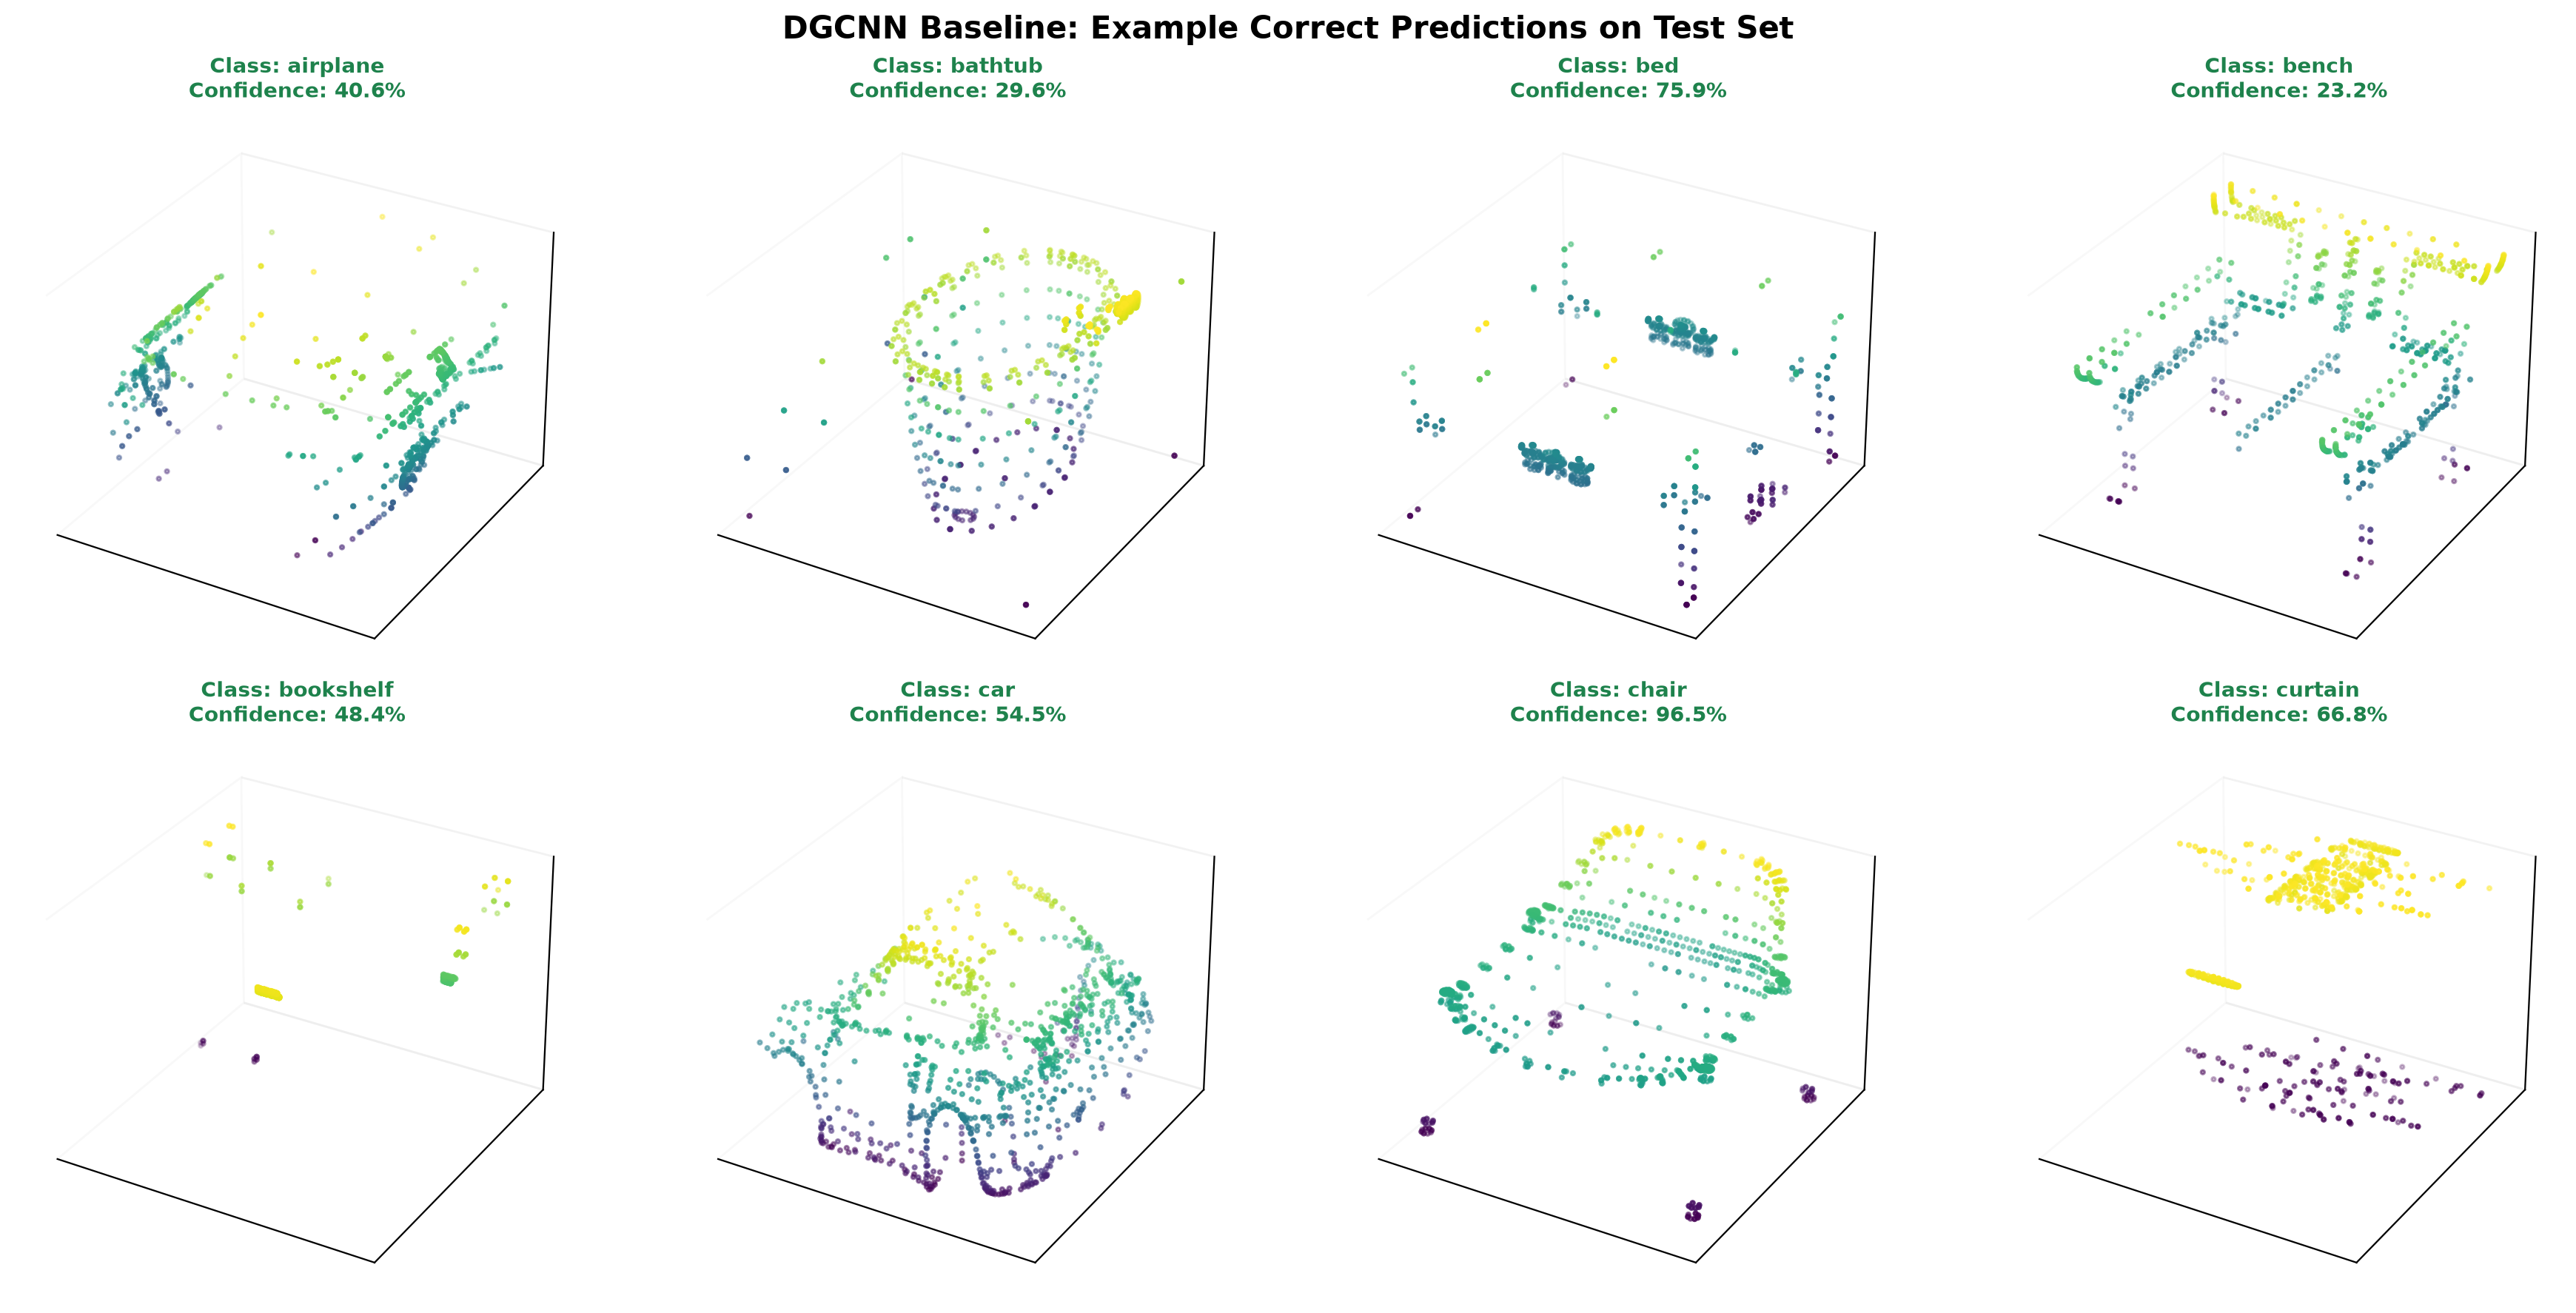 DGCNN Baseline: Example Correct Predictions on Test Set
Class: airplane
Confidence: 40.6%
Class: bathtub
Confidence: 29.6%
Class: bed
Confidence: 75.9%
Class: bench
Confidence: 23.2%
Class: bookshelf
Confidence: 48.4%
Class: car
Confidence: 54.5%
Class: chair
Confidence: 96.5%
Class: curtain
Confidence: 66.8%